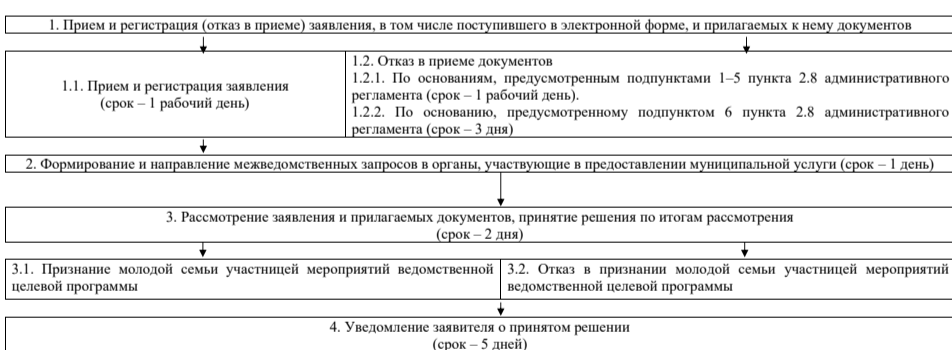 1. Прием и регистрация (отказ в приеме) заявления, в том числе поступившего в электронной форме, и прилагаемых к нему документов
1.1. Прием и регистрация заявления
(срок – 1 рабочий день)
1.2. Отказ в приеме документов
1.2.1. По основаниям, предусмотренным подпунктами 1–5 пункта 2.8 административного
регламента (срок – 1 рабочий день).
1.2.2. По основанию, предусмотренному подпунктом 6 пункта 2.8 административного
регламента (срок – 3 дня)
2. Формирование и направление межведомственных запросов в органы, участвующие в предоставлении муниципальной услуги (срок – 1 день)
3. Рассмотрение заявления и прилагаемых документов, принятие решения по итогам рассмотрения
(срок – 2 дня)
3.1. Признание молодой семьи участницей мероприятий ведомственной
целевой программы
3.2. Отказ в признании молодой семьи участницей мероприятий
ведомственной целевой программы
4. Уведомление заявителя о принятом решении
(срок – 5 дней)